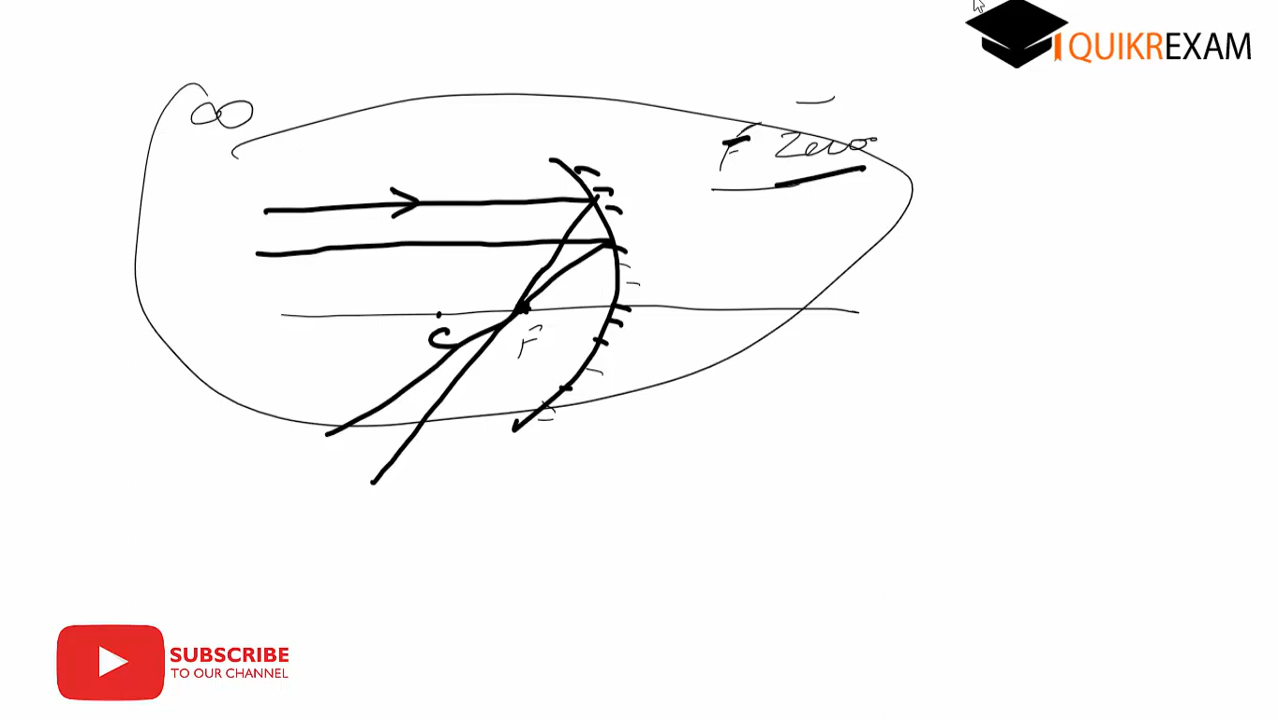 QUIKREXAM
∞
F Zero
C
F
SUBSCRIBE
TO OUR CHANNEL